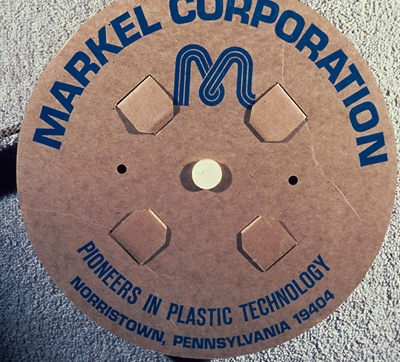 MARKEL CORPORATION
M
PIONEERS IN PLASTIC TECHNOLOGY
NORRISTOWN, PENNSYLVANIA 19404